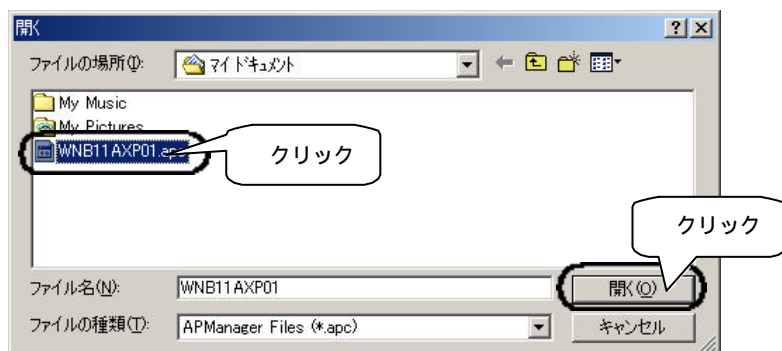 開く
ファイルの場所(I):
マイ ドキュメント
My Music
My Pictures
WNB11AXP01.apc
クリック
クリック
ファイル名(N):
WNB11AXP01
開く(O)
ファイルの種類(T):
APManager Files (*.apc)
キャンセル